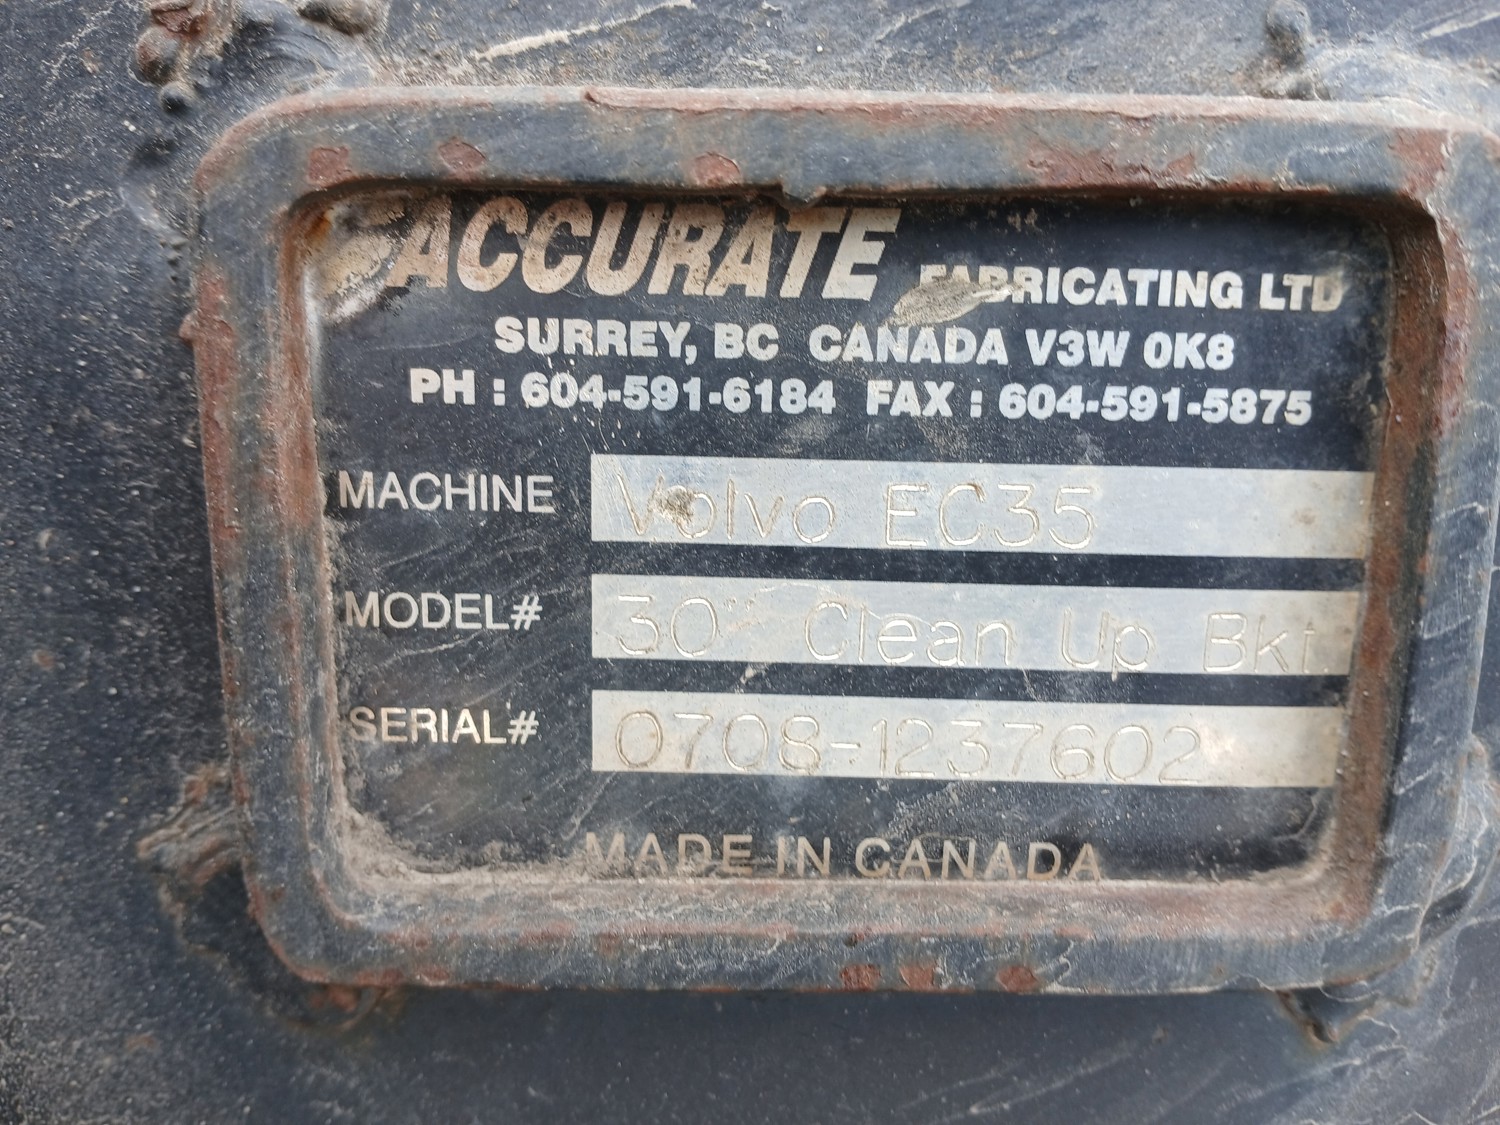 ACCURATE FABRICATING LTD
SURREY, BC CANADA V3W 0K8
PH : 604-591-6184 FAX : 604-591-5875
MACHINE Volvo EC35
MODEL# 30" Clean Up Bkt.
SERIAL# 0708-1237602
MADE IN CANADA